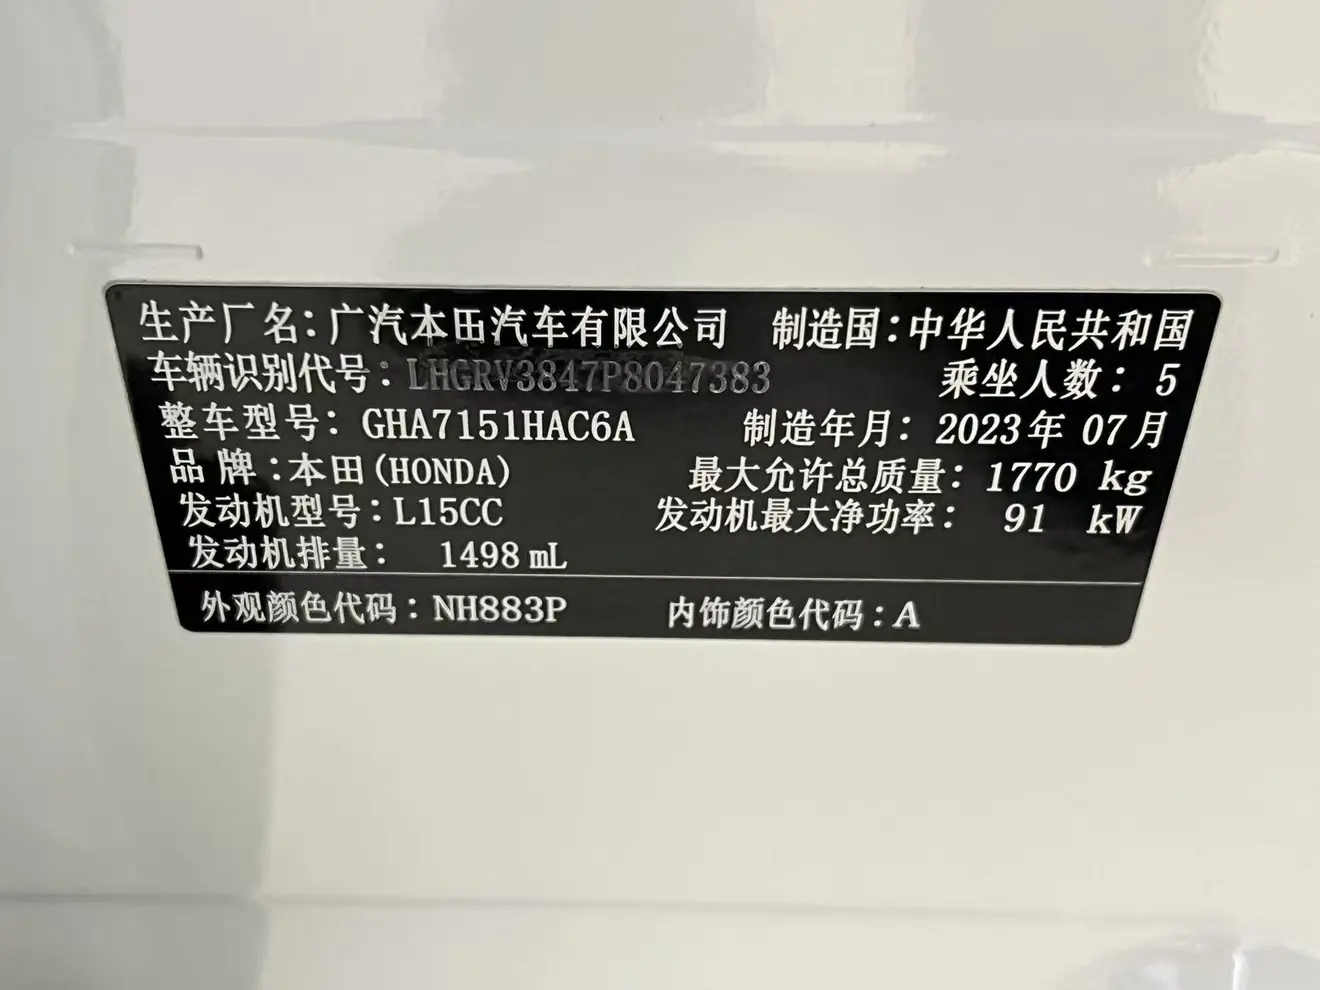 生产厂名：广汽本田汽车有限公司 制造国：中华人民共和国
车辆识别代号：LHGRV3847P8047383 乘坐人数：5
整车型号：GHA7151HAC6A 制造年月：2023年07月
品牌：本田(HONDA) 最大允许总质量：1770 kg
发动机型号：L15CC 发动机最大净功率：91 kW
发动机排量：1498 mL
外观颜色代码：NH883P 内饰颜色代码：A